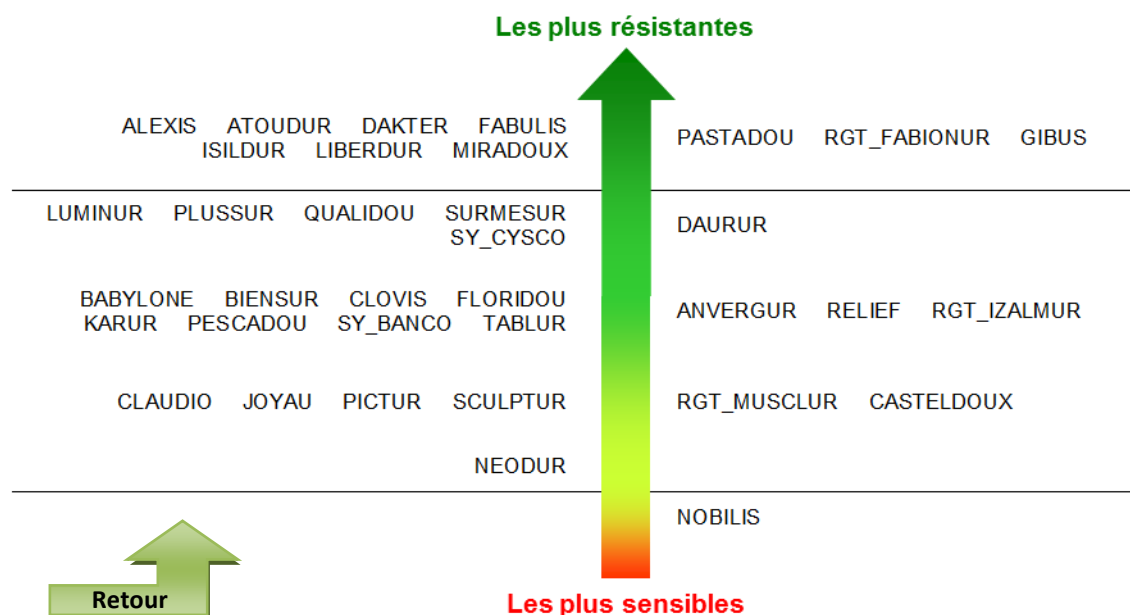 Les plus résistantes
ALEXIS ATOUDUR DAKTER FABULIS
ISILDUR LIBERDUR MIRADOUX
PASTADOU RGT_FABIONUR GIBUS
LUMINUR PLUSSUR QUALIDOU SURMESUR
SY_CYSCO
DAURUR
BABYLONE BIENSUR CLOVIS FLORIDOU
KARUR PESCADOU SY_BANCO TABLUR
ANVERGUR RELIEF RGT_IZALMUR
CLAUDIO JOYAU PICTUR SCULPTUR
RGT_MUSCLUR CASTELDOUX
NEODUR
NOBILIS
Retour
Les plus sensibles